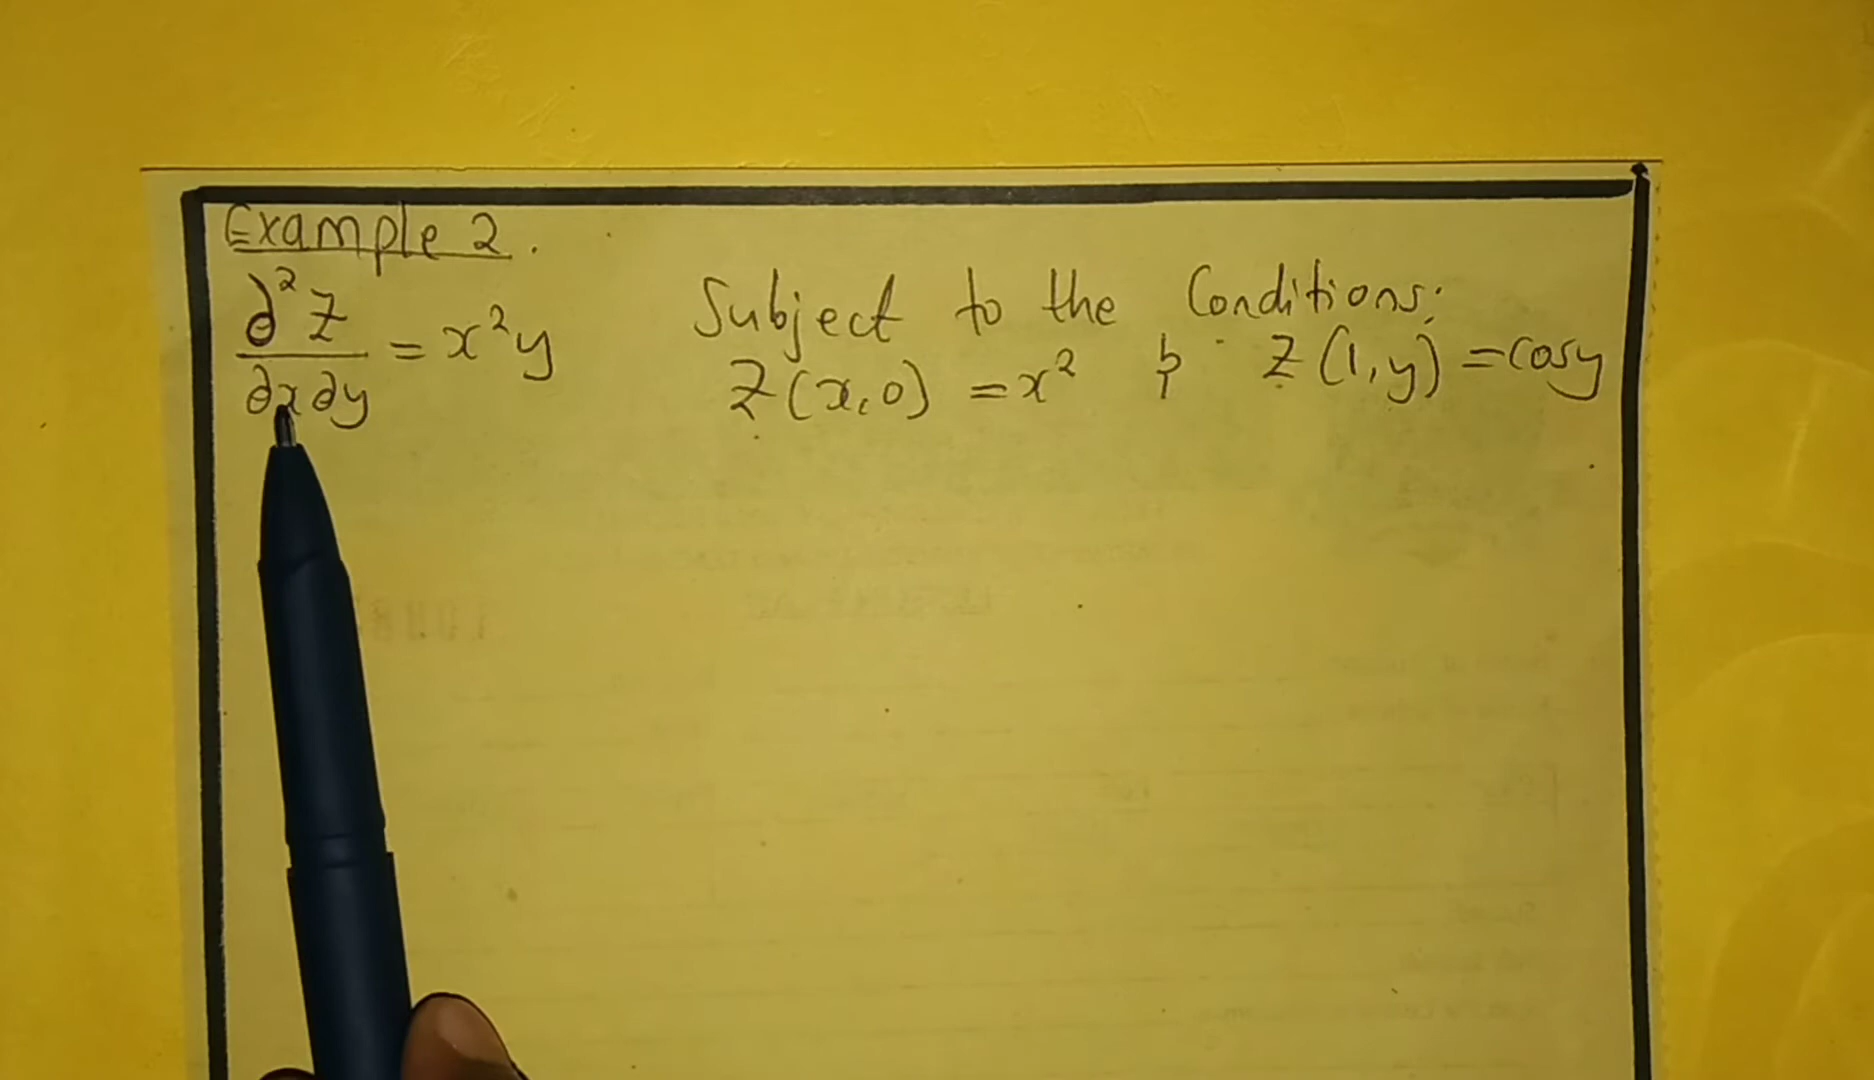 Example 2.
∂²Z/∂x∂y = x²y Subject to the Conditions:
Z(x,0) = x² & Z(1,y) = cosy